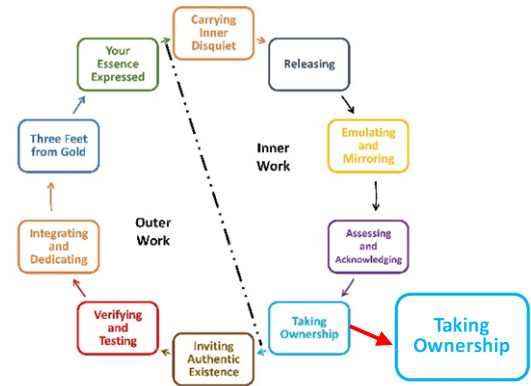 Carrying
Inner
Disquiet
Releasing
Emulating
and
Mirroring
Assessing
and
Acknowledging
Taking
Ownership
Taking
Ownership
Inviting
Authentic
Existence
Verifying
and
Testing
Integrating
and
Dedicating
Three Feet
from Gold
Your
Essence
Expressed
Inner
Work
Outer
Work